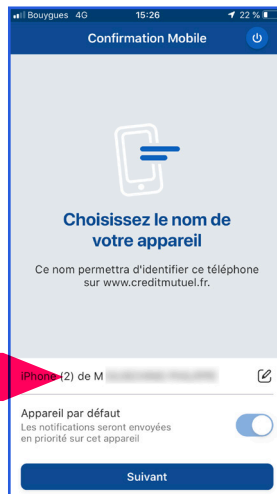 Bouygues 4G 15:26 22 %
Confirmation Mobile
Choisissez le nom de
votre appareil
Ce nom permettra d'identifier ce téléphone
sur www.creditmutuel.fr.
iPhone (2) de M
Appareil par défaut
Les notifications seront envoyées
en priorité sur cet appareil
Suivant